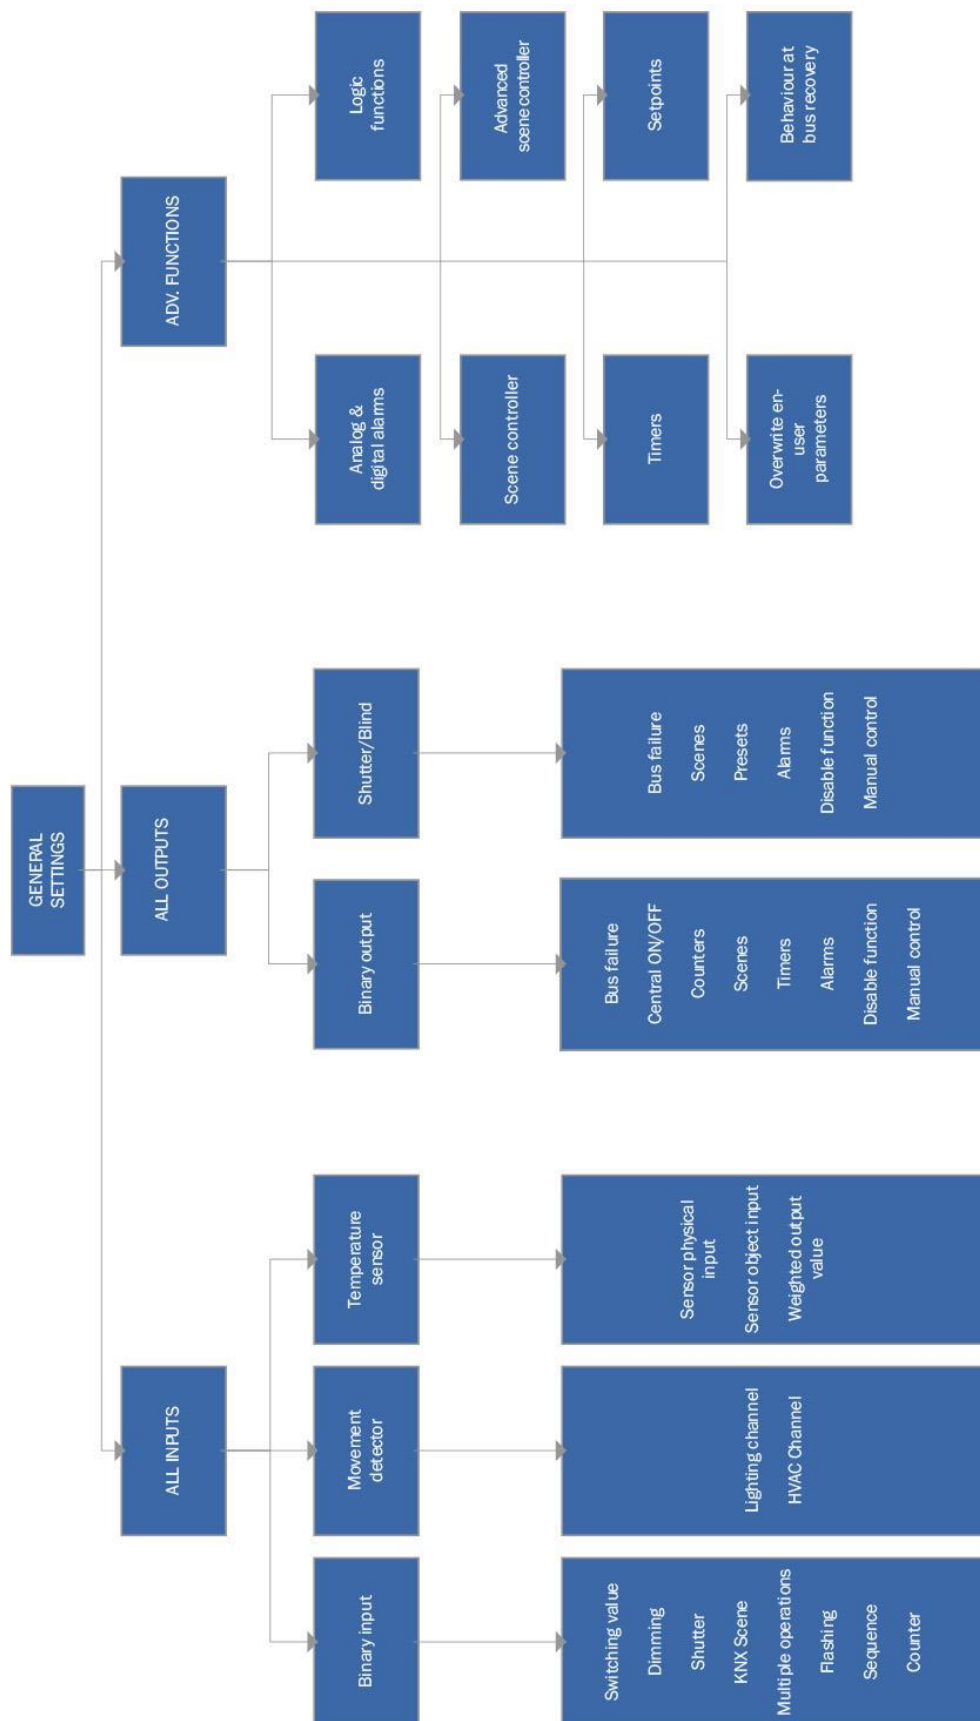 GENERAL
SETTINGS
ALL INPUTS
ALL OUTPUTS
ADV. FUNCTIONS
Binary input
Movement
detector
Temperature
sensor
Binary output
Shutter/Blind
Analog &
digital alarms
Logic
functions
Scene controller
Advanced
scene controller
Timers
Setpoints
Overwrite en-
user
parameters
Behaviour at
bus recovery
Switching value
Dimming
Shutter
KNX Scene
Multiple operations
Flashing
Sequence
Counter
Lighting channel
HVAC Channel
Sensor physical
input
Sensor object input
Weighted output
value
Bus failure
Central ON/OFF
Counters
Scenes
Timers
Alarms
Disable function
Manual control
Bus failure
Scenes
Presets
Alarms
Disable function
Manual control